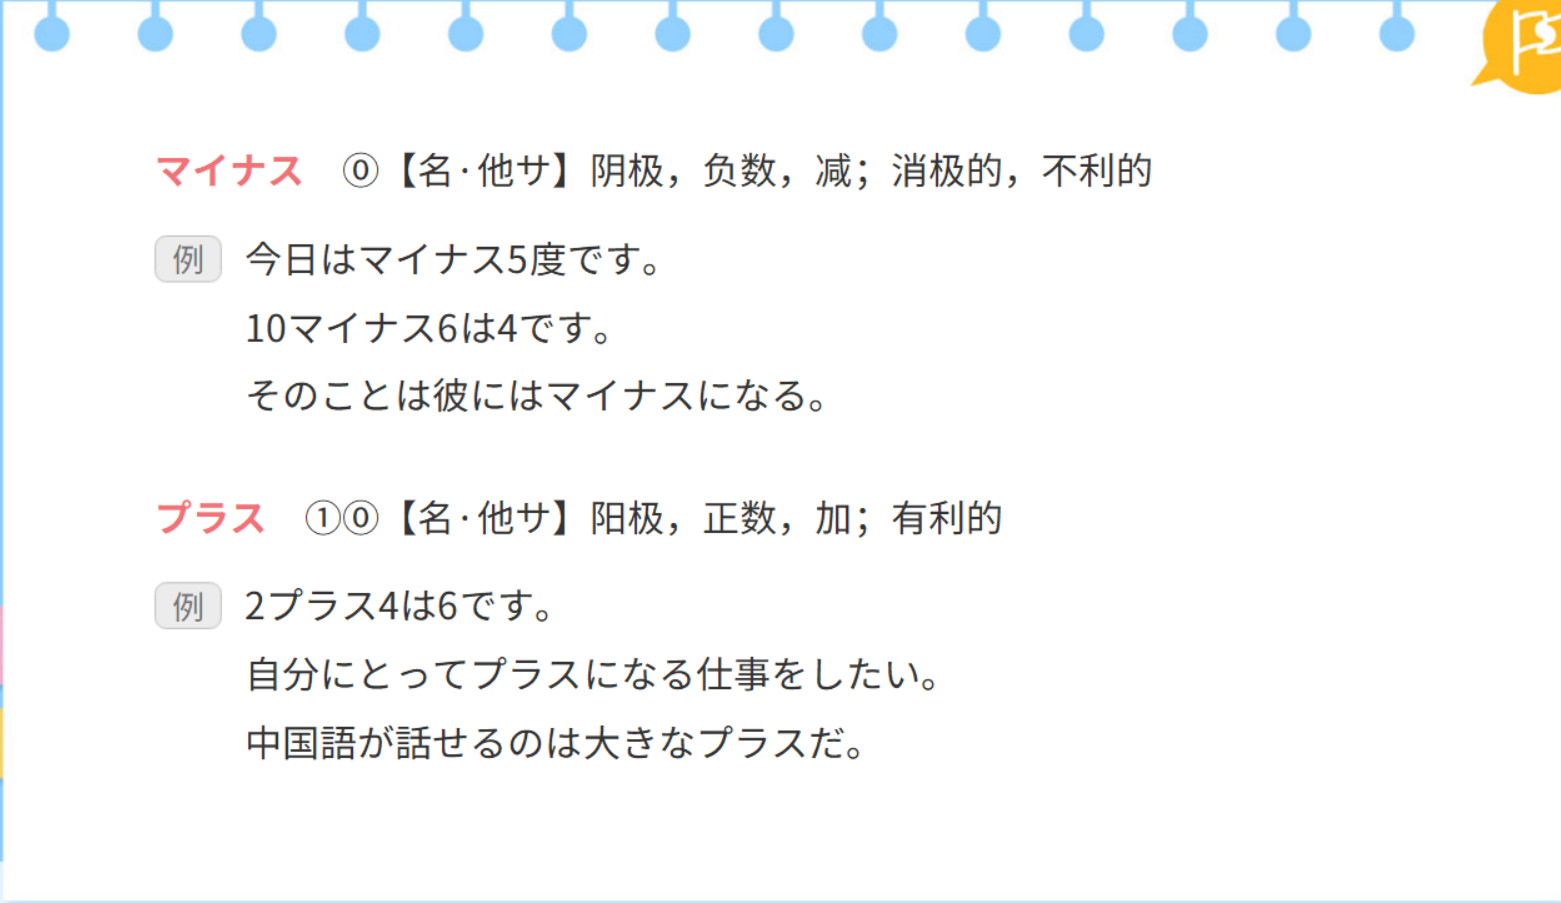 マイナス ⓪【名·他サ】阴极，负数，减；消极的，不利的
例 今日はマイナス5度です。
10マイナス6は4です。
そのことは彼にはマイナスになる。
プラス ①⓪【名·他サ】阳极，正数，加；有利的
例 2プラス4は6です。
自分にとってプラスになる仕事をしたい。
中国語が話せるのは大きなプラスだ。